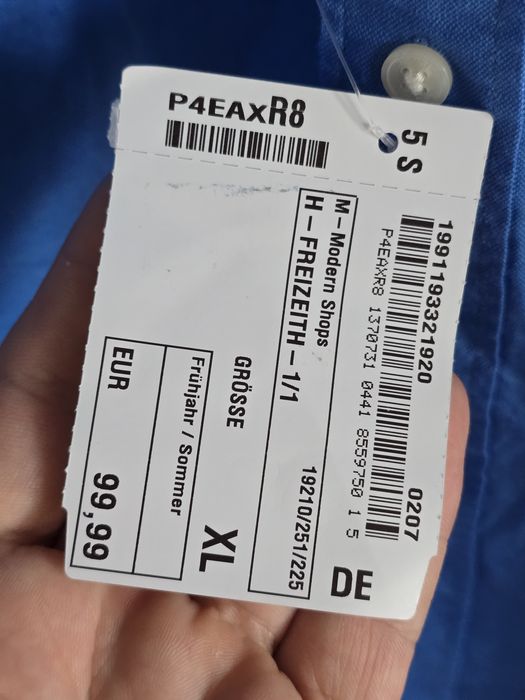 P4EAXR8
5 S
1991193321920 0207
P4EAXR8 1370731 0441 8559750 1 5
M – Modern Shops
H – FREIZEITH – 1/1
19210/251/225
DE
GRÖSSE XL
Frühjahr / Sommer
EUR 99,99